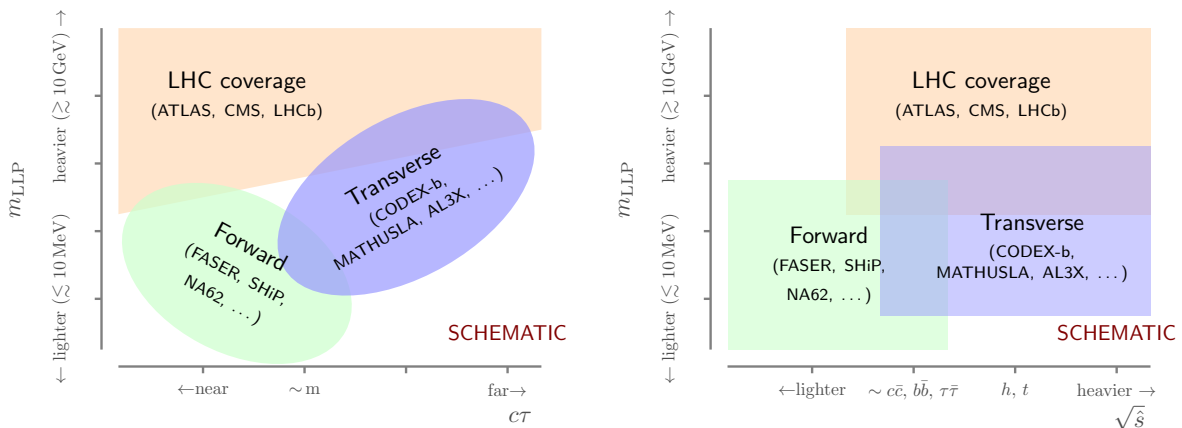 m_LLP
← lighter (≲ 10 MeV)
heavier (≳ 10 GeV) →
LHC coverage
(ATLAS, CMS, LHCb)
Transverse
(CODEX-b,
MATHUSLA, AL3X, …)
Forward
(FASER, SHiP,
NA62, …)
SCHEMATIC
←near
∼ m
far→
cτ
m_LLP
← lighter (≲ 10 MeV)
heavier (≳ 10 GeV) →
LHC coverage
(ATLAS, CMS, LHCb)
Forward
(FASER, SHiP,
NA62, …)
Transverse
(CODEX-b,
MATHUSLA, AL3X, …)
SCHEMATIC
←lighter
∼ cc̄, bb̄, ττ̄
h, t
heavier →
√ŝ